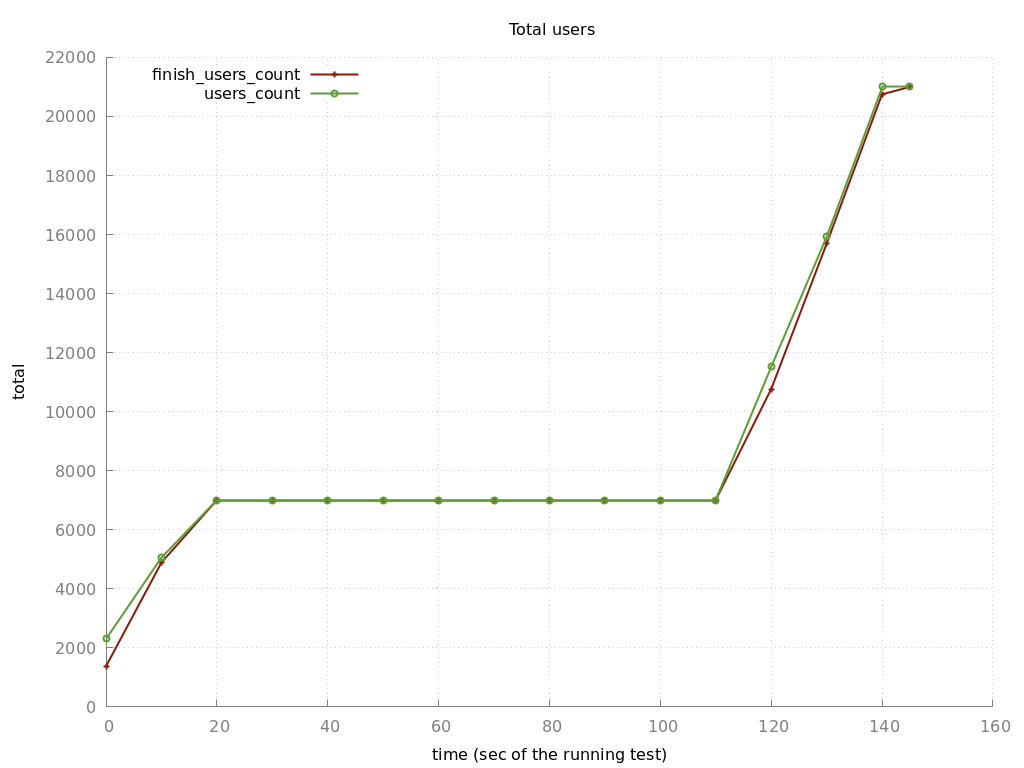 Total users
22000
20000
18000
16000
14000
12000
10000
8000
6000
4000
2000
0
finish_users_count
users_count
total
0 20 40 60 80 100 120 140 160
time (sec of the running test)